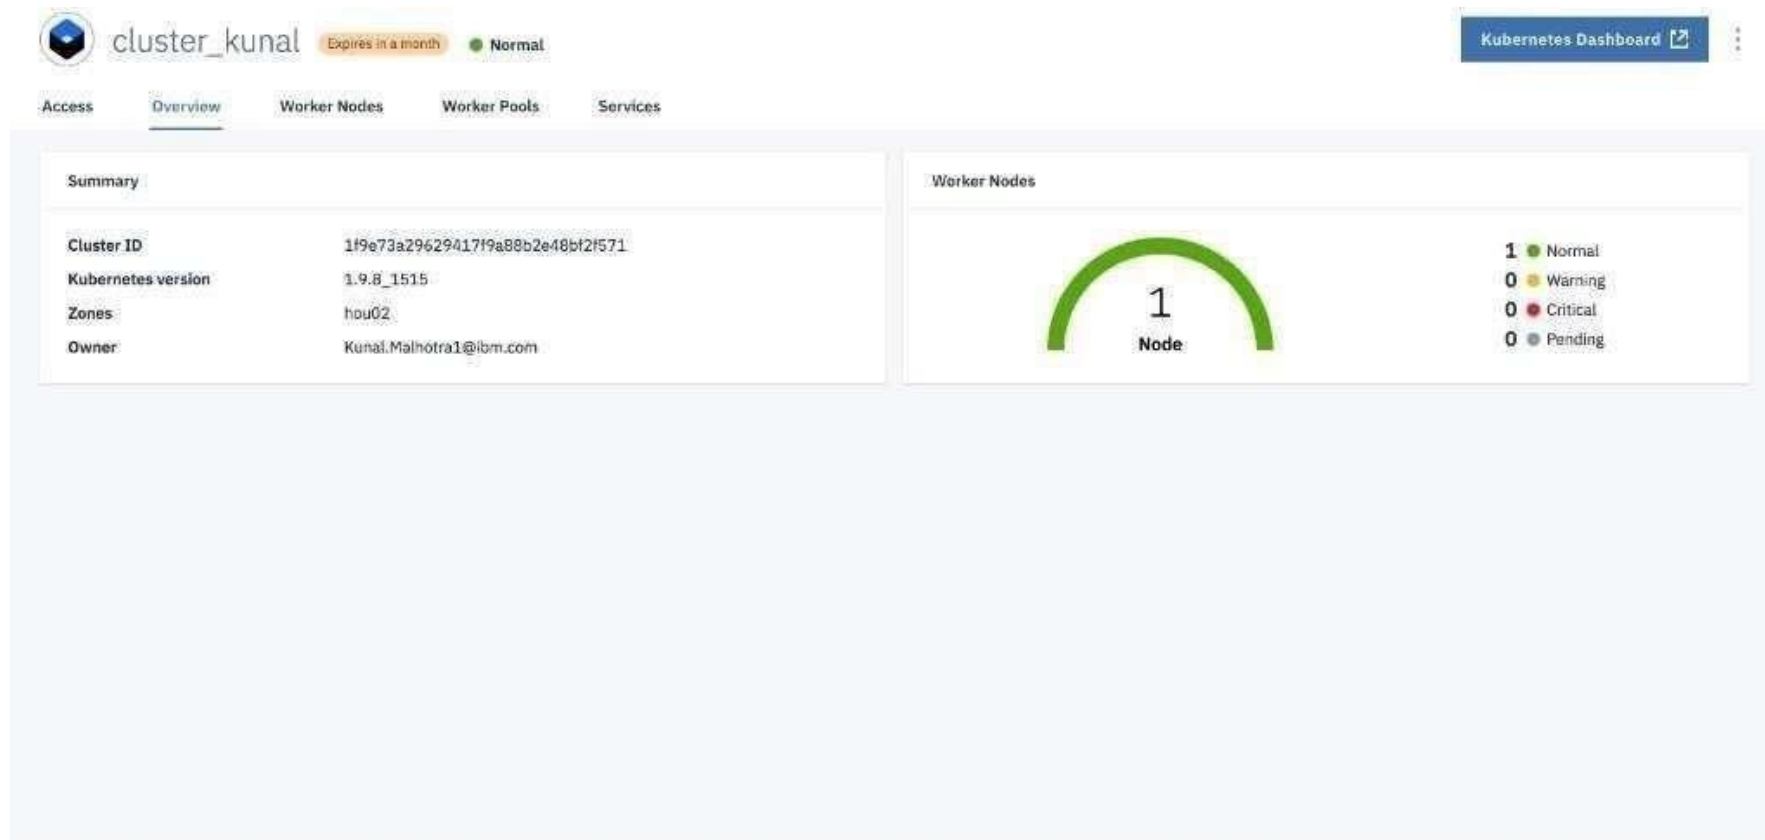 cluster_kunal Expires in a month Normal
Kubernetes Dashboard
Access Overview Worker Nodes Worker Pools Services
Summary
Cluster ID 1f9e73a29629417f9a88b2e48bf2f571
Kubernetes version 1.9.8_1515
Zones hou02
Owner Kunal.Malhotra1@ibm.com
Worker Nodes
1
Node
1 Normal
0 Warning
0 Critical
0 Pending